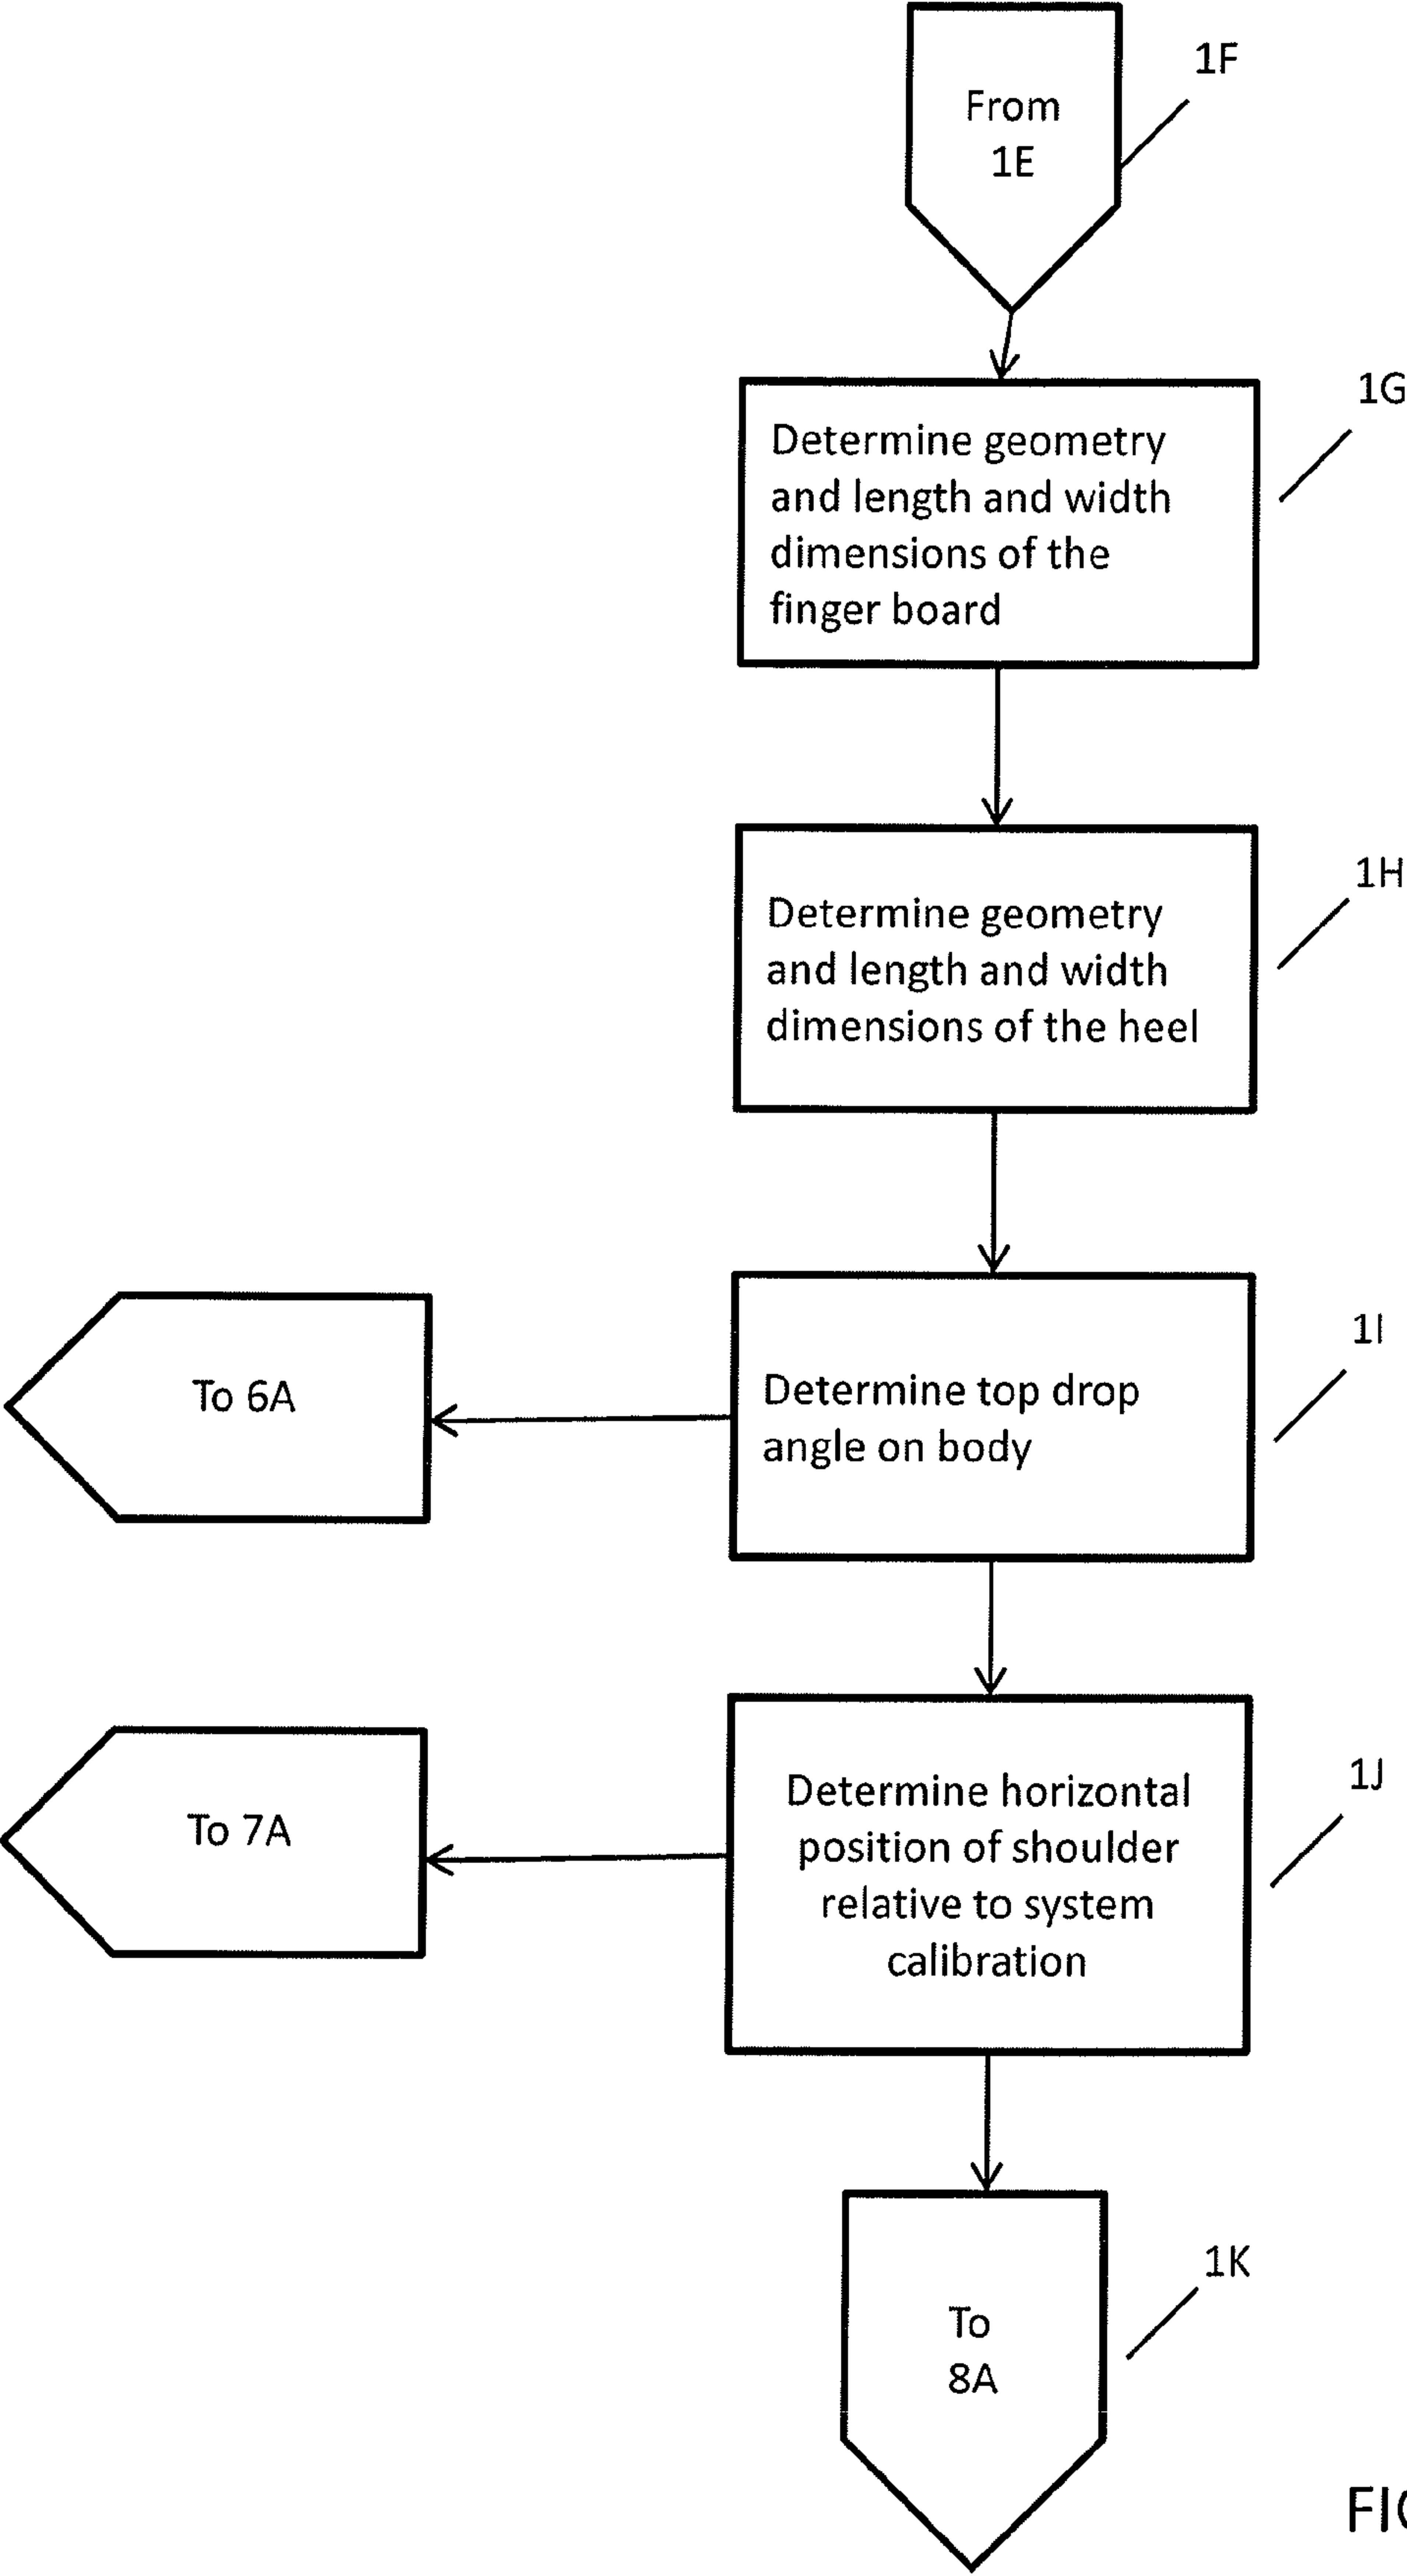 From
1E
1F
Determine geometry
and length and width
dimensions of the
finger board
1G
Determine geometry
and length and width
dimensions of the heel
1H
To 6A
Determine top drop
angle on body
1I
To 7A
Determine horizontal
position of shoulder
relative to system
calibration
1J
To
8A
1K